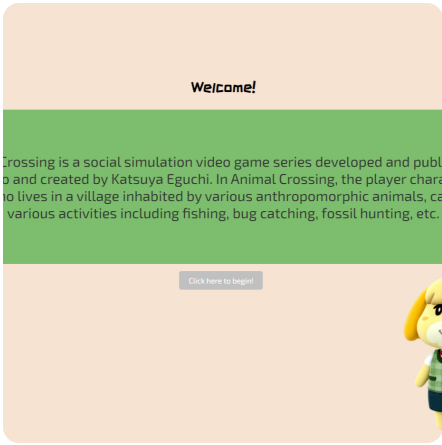 Welcome!
Crossing is a social simulation video game series developed and publ
o and created by Katsuya Eguchi. In Animal Crossing, the player chara
no lives in a village inhabited by various anthropomorphic animals, ca
various activities including fishing, bug catching, fossil hunting, etc.
Click here to begin!